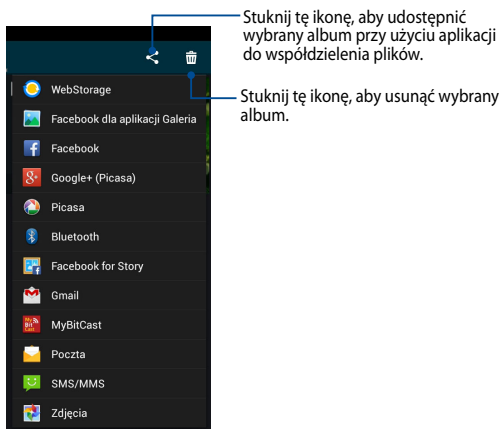 Stuknij tę ikonę, aby udostępnić
wybrany album przy użyciu aplikacji
do współdzielenia plików.
Stuknij tę ikonę, aby usunąć wybrany
album.
WebStorage
Facebook dla aplikacji Galeria
Facebook
Google+ (Picasa)
Picasa
Bluetooth
Facebook for Story
Gmail
MyBitCast
Poczta
SMS/MMS
Zdjęcia